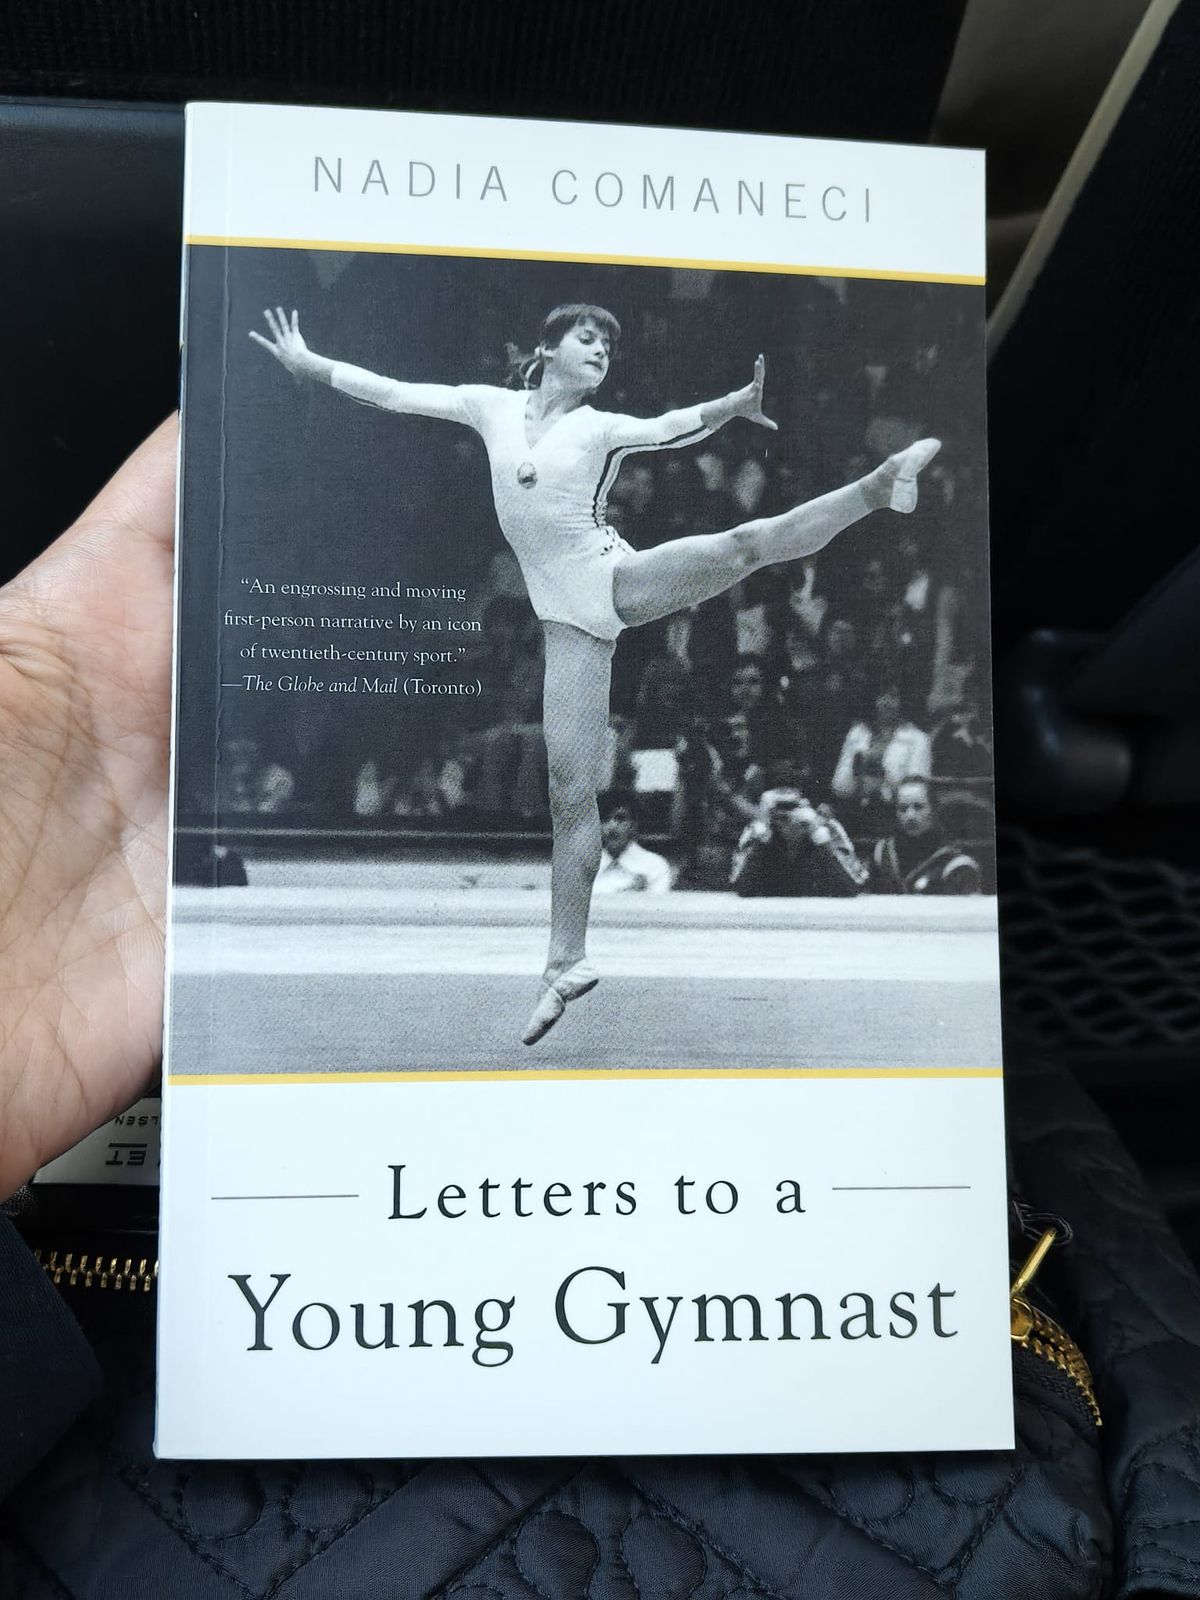 NADIA COMANECI
“An engrossing and moving
first-person narrative by an icon
of twentieth-century sport.”
—The Globe and Mail (Toronto)
Letters to a
Young Gymnast